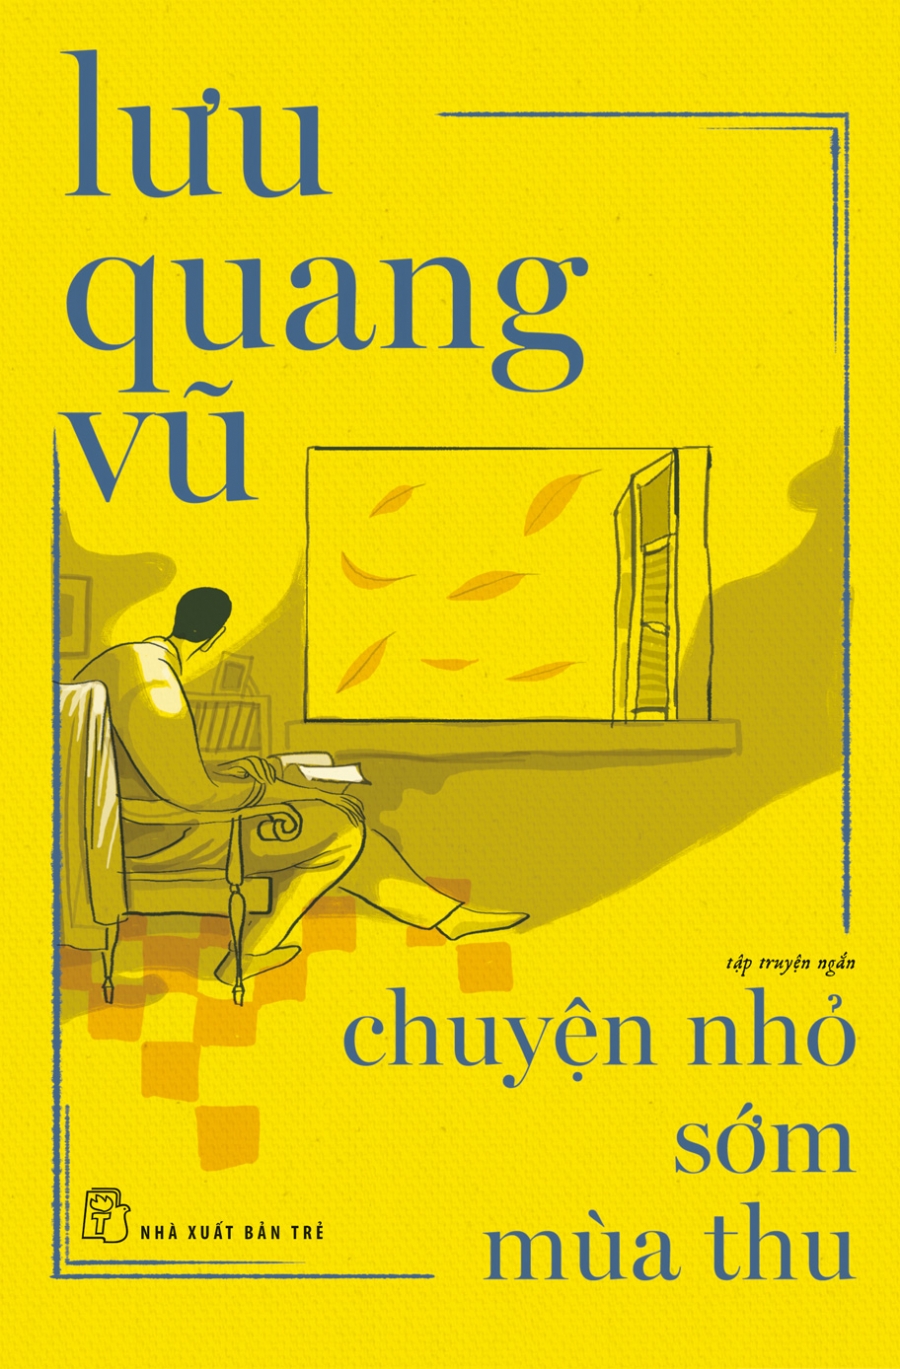 lưu
quang
vũ
tập truyện ngắn
chuyện nhỏ
sớm
mùa thu
T
NHÀ XUẤT BẢN TRẺ